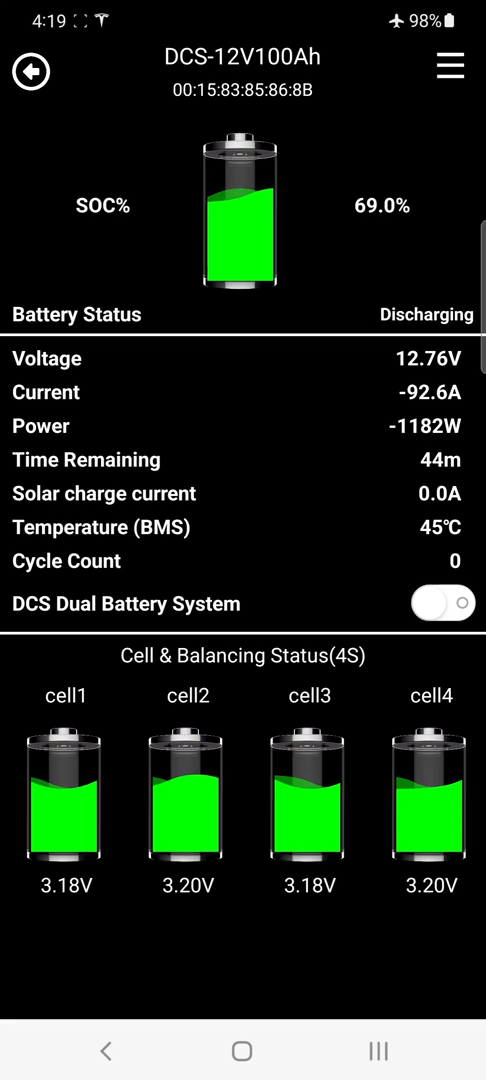 4:19 98%
DCS-12V100Ah
00:15:83:85:86:8B
SOC% 69.0%
Battery Status Discharging
Voltage 12.76V
Current -92.6A
Power -1182W
Time Remaining 44m
Solar charge current 0.0A
Temperature (BMS) 45℃
Cycle Count 0
DCS Dual Battery System
Cell & Balancing Status(4S)
cell1 cell2 cell3 cell4
3.18V 3.20V 3.18V 3.20V